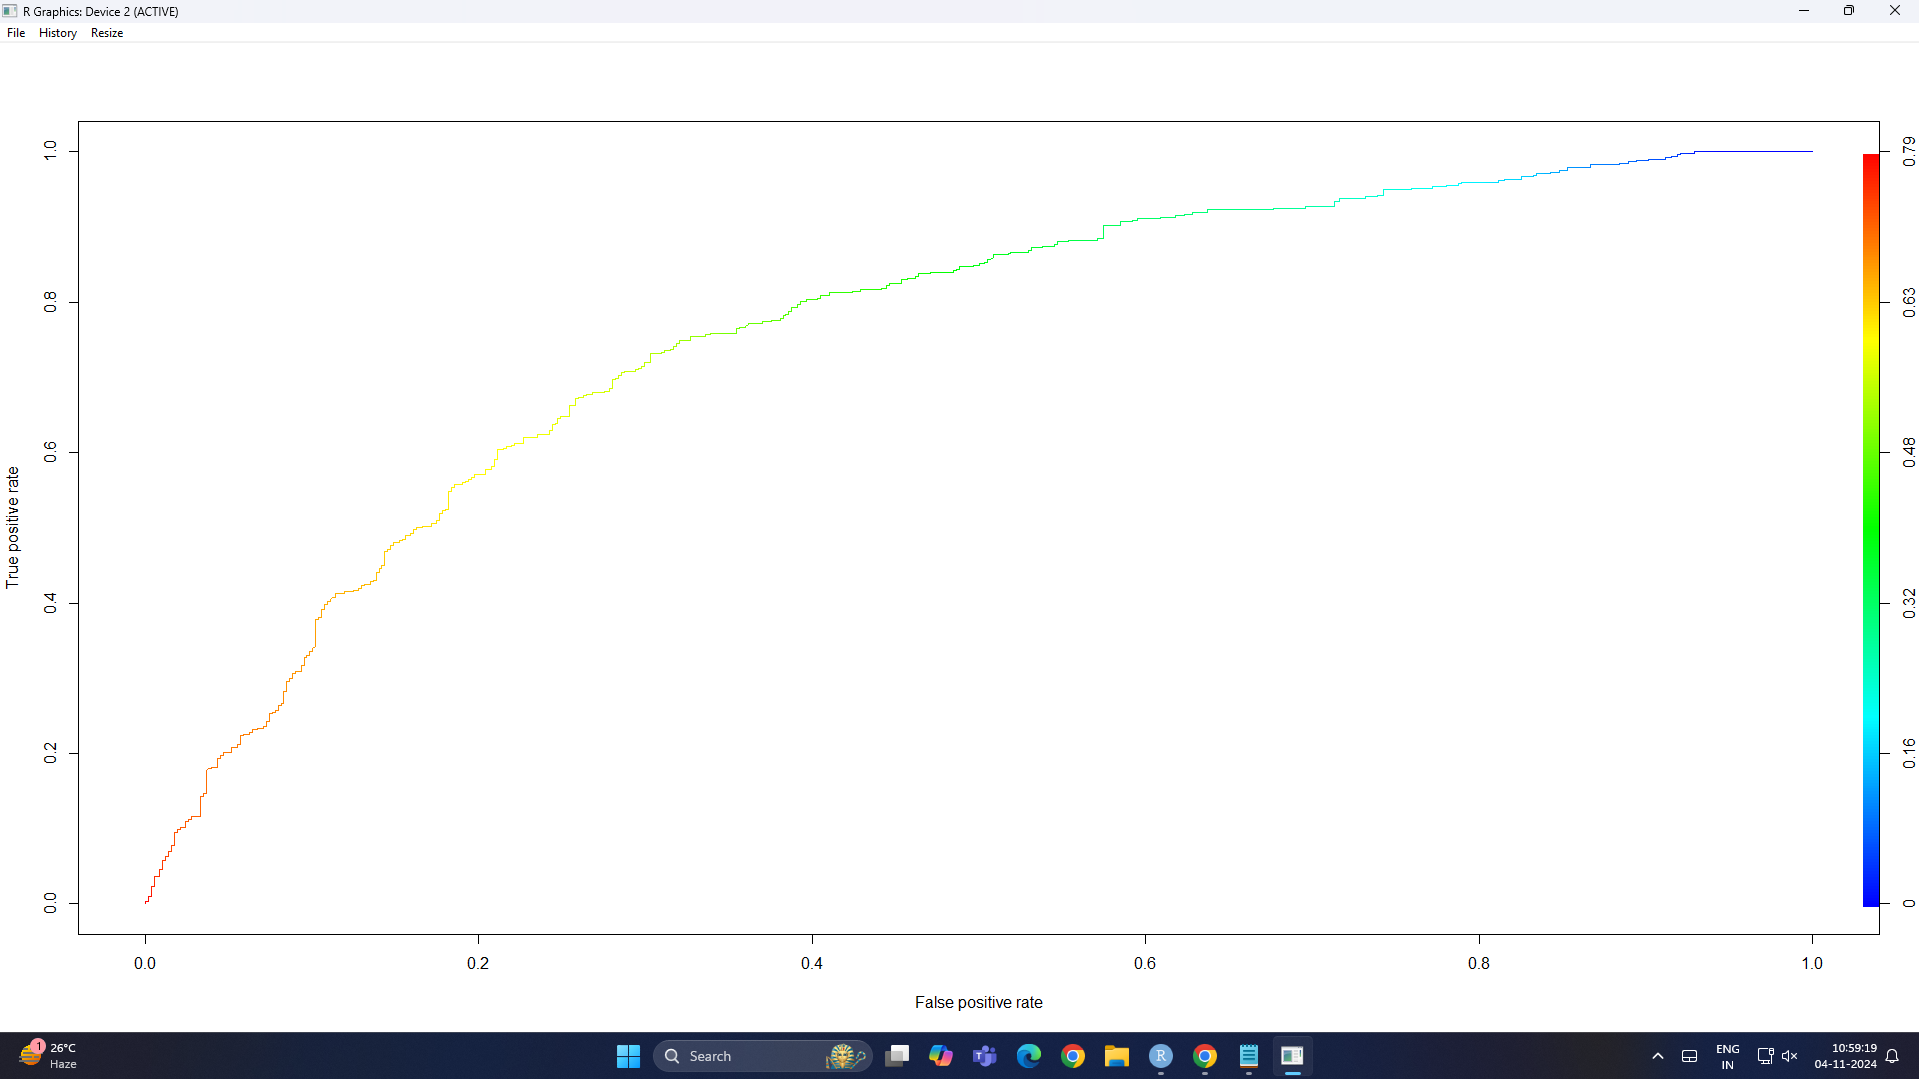 R Graphics: Device 2 (ACTIVE)
File History Resize
1.0
0.8
0.6
0.4
0.2
0.0
True positive rate
0.79
0.63
0.48
0.32
0.16
0
0.0 0.2 0.4 0.6 0.8 1.0
False positive rate
1
26°C
Haze
Search
R
ENG
IN
10:59:19
04-11-2024